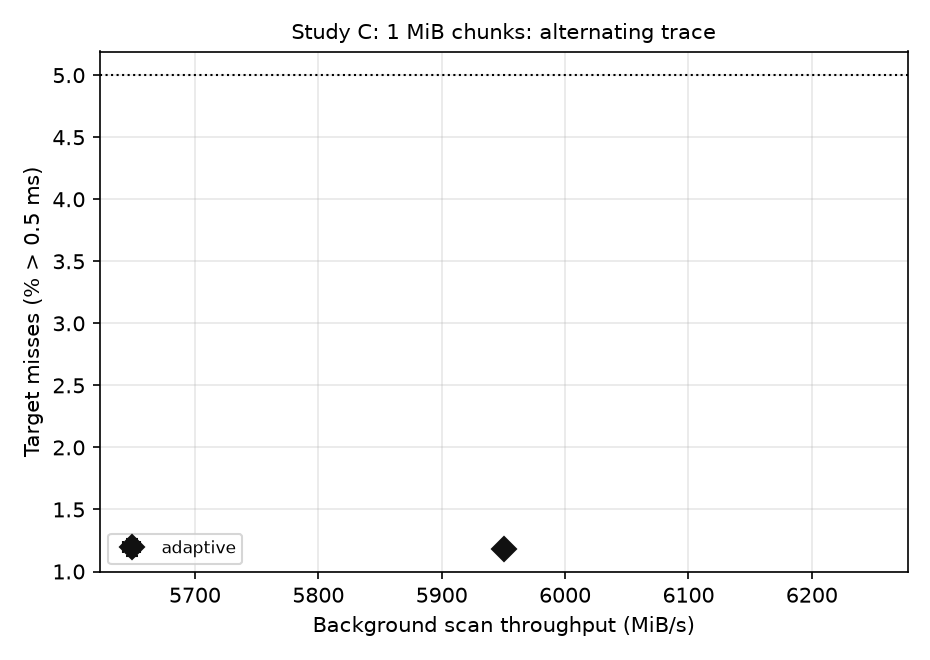 Study C: 1 MiB chunks: alternating trace
Target misses (% > 0.5 ms)
5.0
4.5
4.0
3.5
3.0
2.5
2.0
1.5
1.0
adaptive
5700 5800 5900 6000 6100 6200
Background scan throughput (MiB/s)